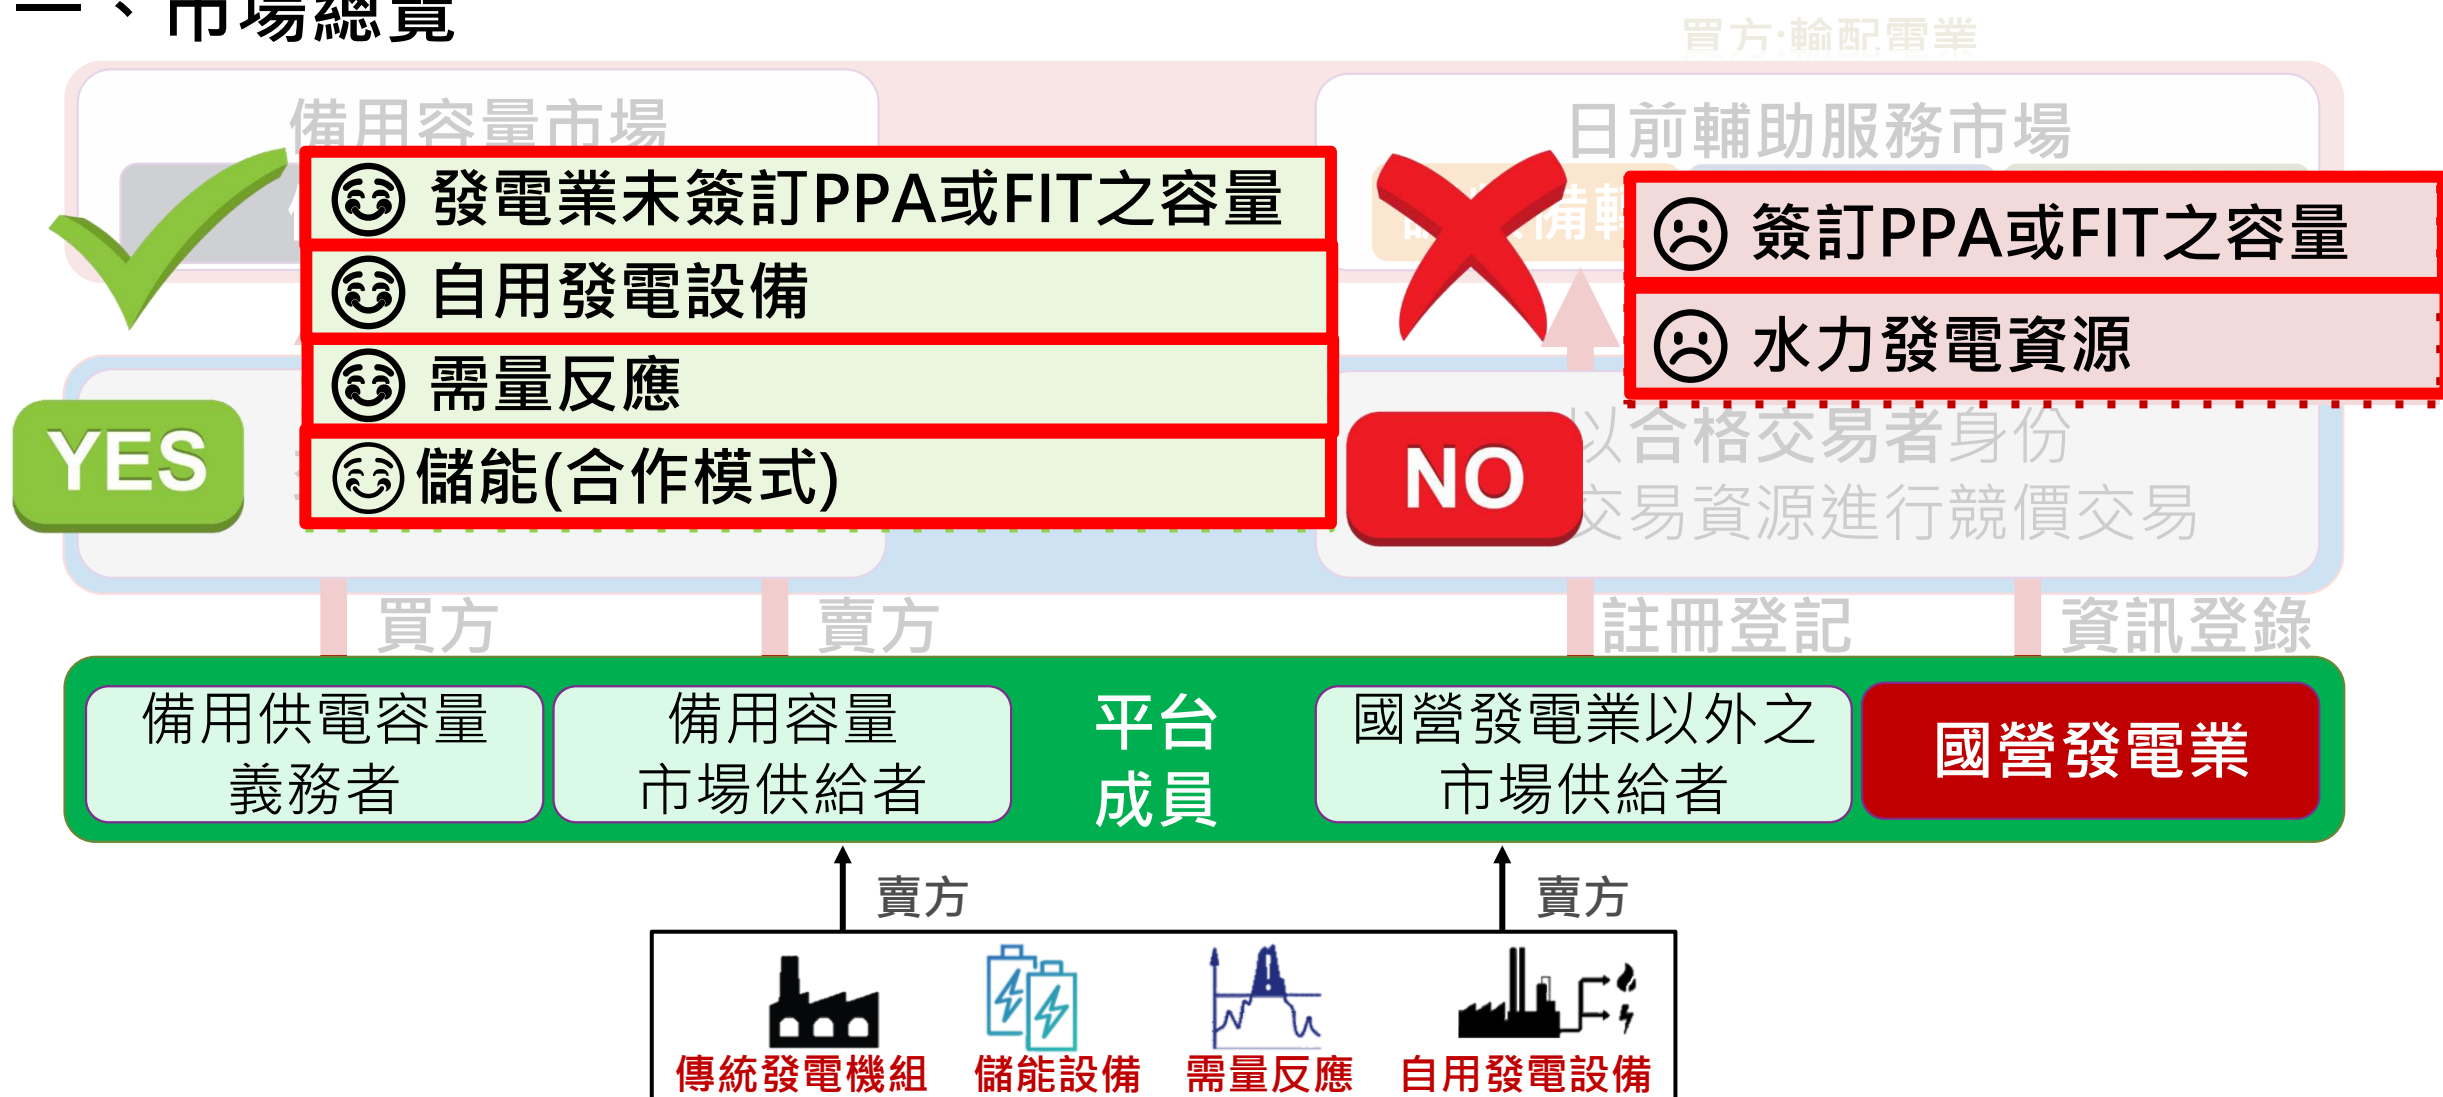 一、市場總覽
買方:輸配電業
備用容量市場
日前輔助服務市場
發電業未簽訂PPA或FIT之容量
自用發電設備
需量反應
儲能(合作模式)
簽訂PPA或FIT之容量
水力發電資源
YES
NO
以合格交易者身份
交易資源進行競價交易
買方
賣方
註冊登記
資訊登錄
備用供電容量
義務者
備用容量
市場供給者
平台
成員
國營發電業以外之
市場供給者
國營發電業
賣方
賣方
傳統發電機組
儲能設備
需量反應
自用發電設備